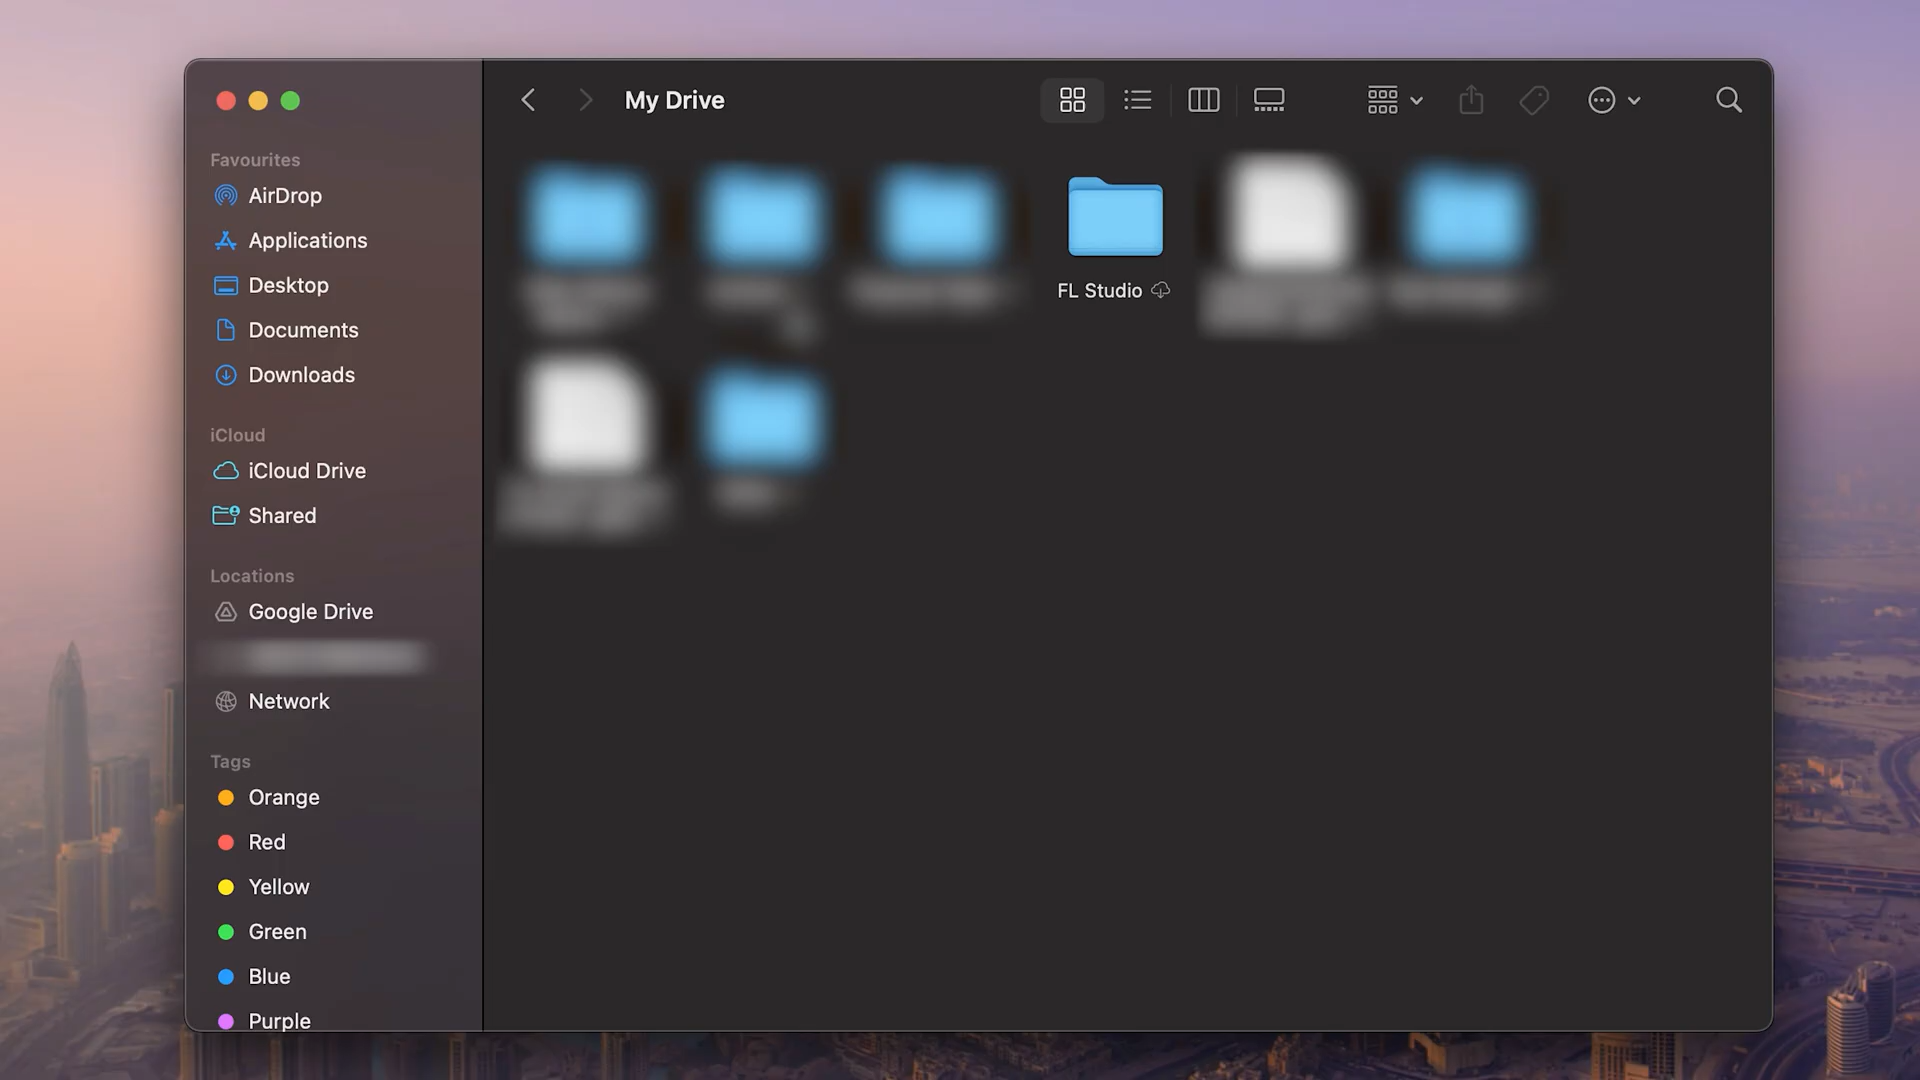 My Drive
Favourites
AirDrop
Applications
Desktop
Documents
Downloads
iCloud
iCloud Drive
Shared
Locations
Google Drive
Network
Tags
Orange
Red
Yellow
Green
Blue
Purple
FL Studio